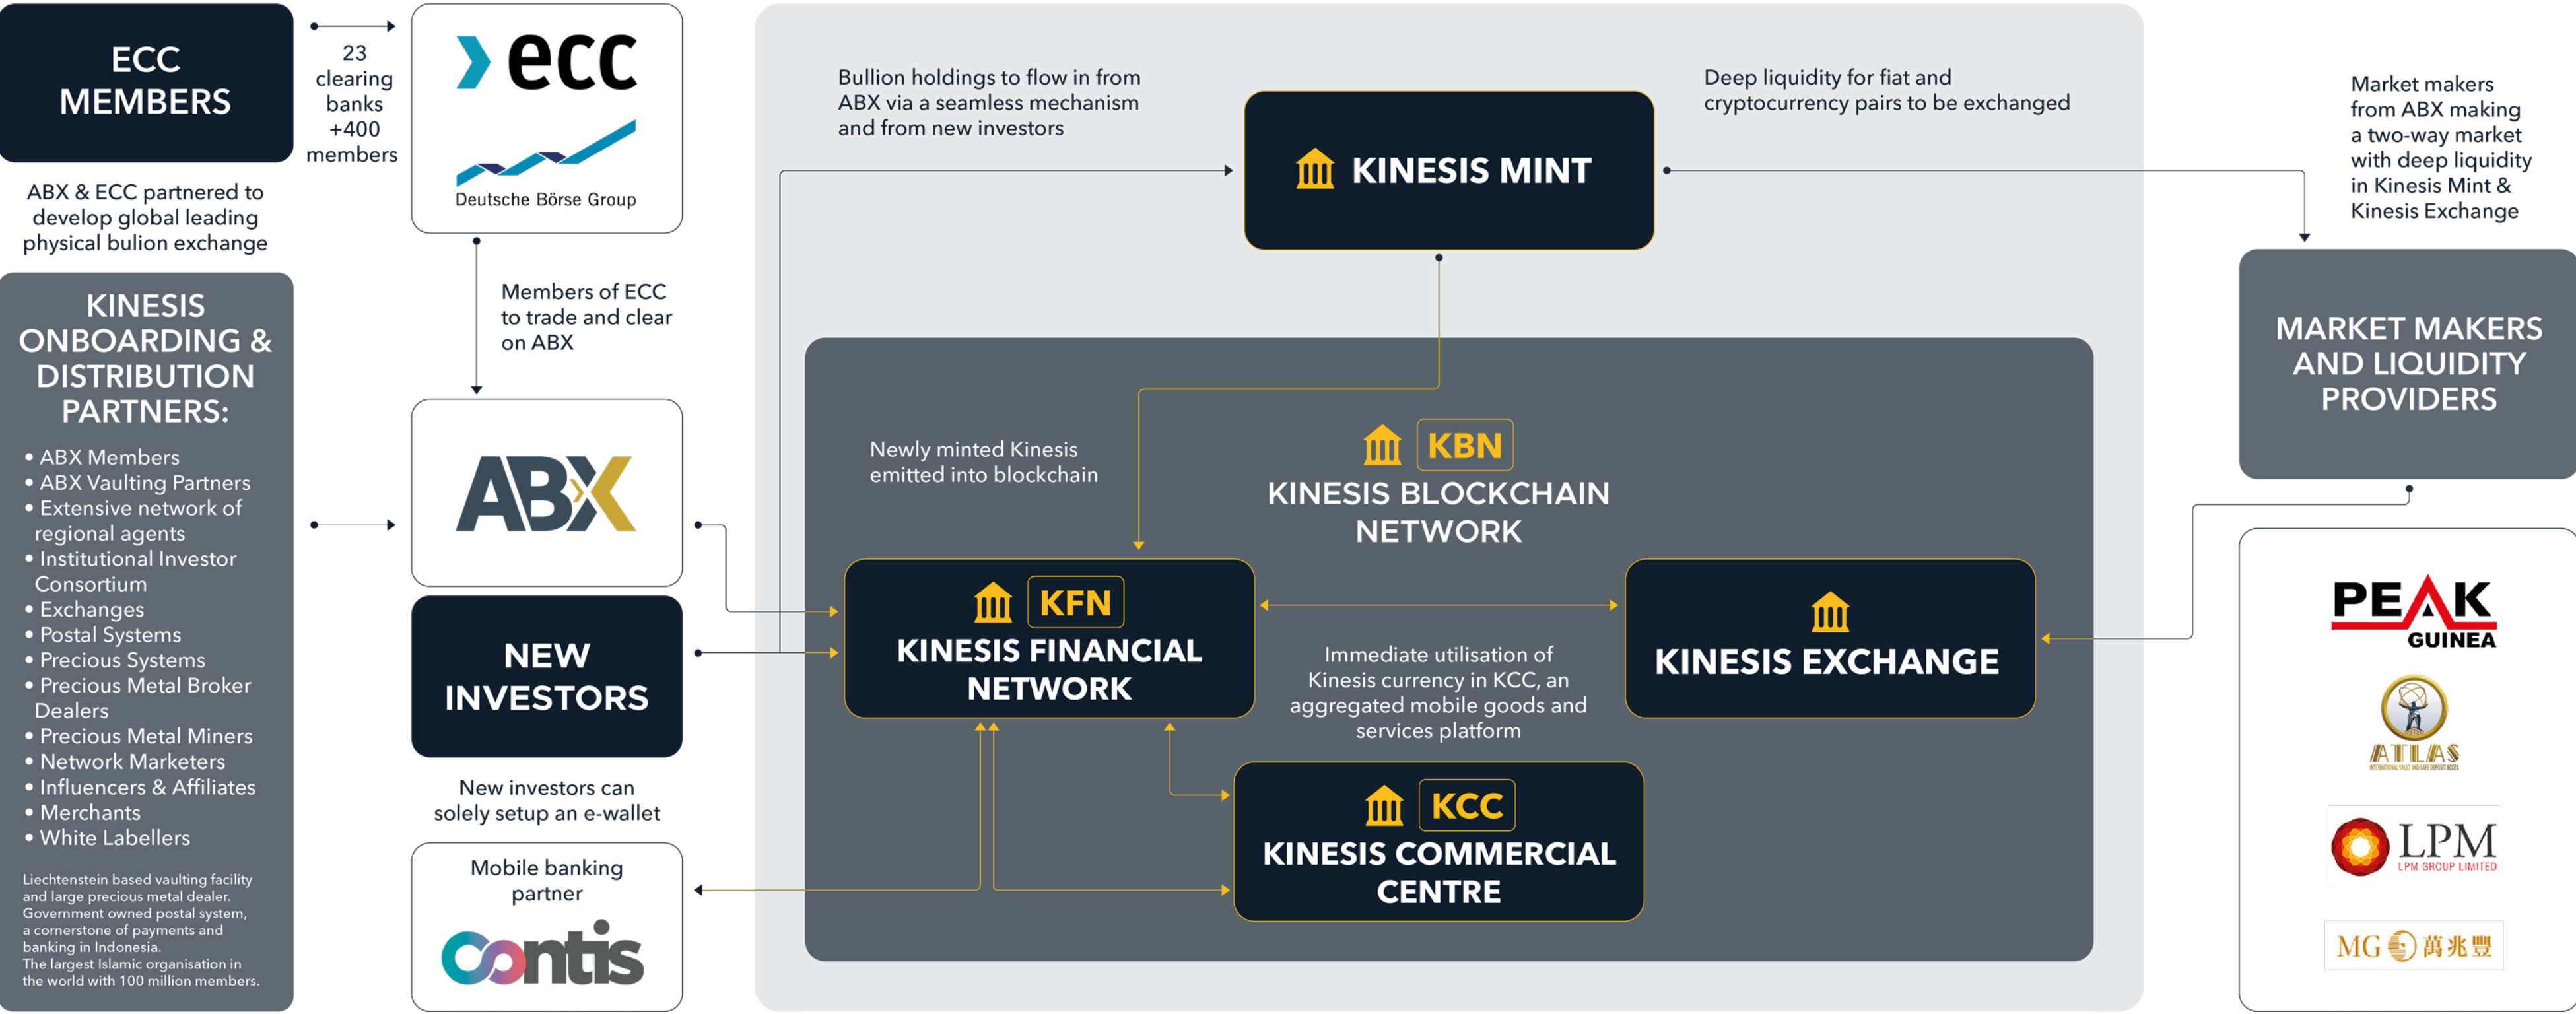 ECC
MEMBERS
23
clearing
banks
+400
members
ecc
Deutsche Börse Group
ABX & ECC partnered to
develop global leading
physical bulion exchange
Members of ECC
to trade and clear
on ABX
KINESIS
ONBOARDING &
DISTRIBUTION
PARTNERS:
• ABX Members
• ABX Vaulting Partners
• Extensive network of
regional agents
• Institutional Investor
Consortium
• Exchanges
• Postal Systems
• Precious Systems
• Precious Metal Broker
Dealers
• Precious Metal Miners
• Network Marketers
• Influencers & Affiliates
• Merchants
• White Labellers
Liechtenstein based vaulting facility
and large precious metal dealer.
Government owned postal system,
a cornerstone of payments and
banking in Indonesia.
The largest Islamic organisation in
the world with 100 million members.
ABX
NEW
INVESTORS
New investors can
solely setup an e-wallet
Mobile banking
partner
contis
Bullion holdings to flow in from
ABX via a seamless mechanism
and from new investors
KINESIS MINT
Deep liquidity for fiat and
cryptocurrency pairs to be exchanged
Newly minted Kinesis
emitted into blockchain
KBN
KINESIS BLOCKCHAIN
NETWORK
KFN
KINESIS FINANCIAL
NETWORK
Immediate utilisation of
Kinesis currency in KCC, an
aggregated mobile goods and
services platform
KINESIS EXCHANGE
KCC
KINESIS COMMERCIAL
CENTRE
Market makers
from ABX making
a two-way market
with deep liquidity
in Kinesis Mint &
Kinesis Exchange
MARKET MAKERS
AND LIQUIDITY
PROVIDERS
PEAK
GUINEA
ATLAS
INTERNATIONAL VAULT AND SAFE DEPOSIT BOXES
LPM
LPM GROUP LIMITED
MG 萬兆豐